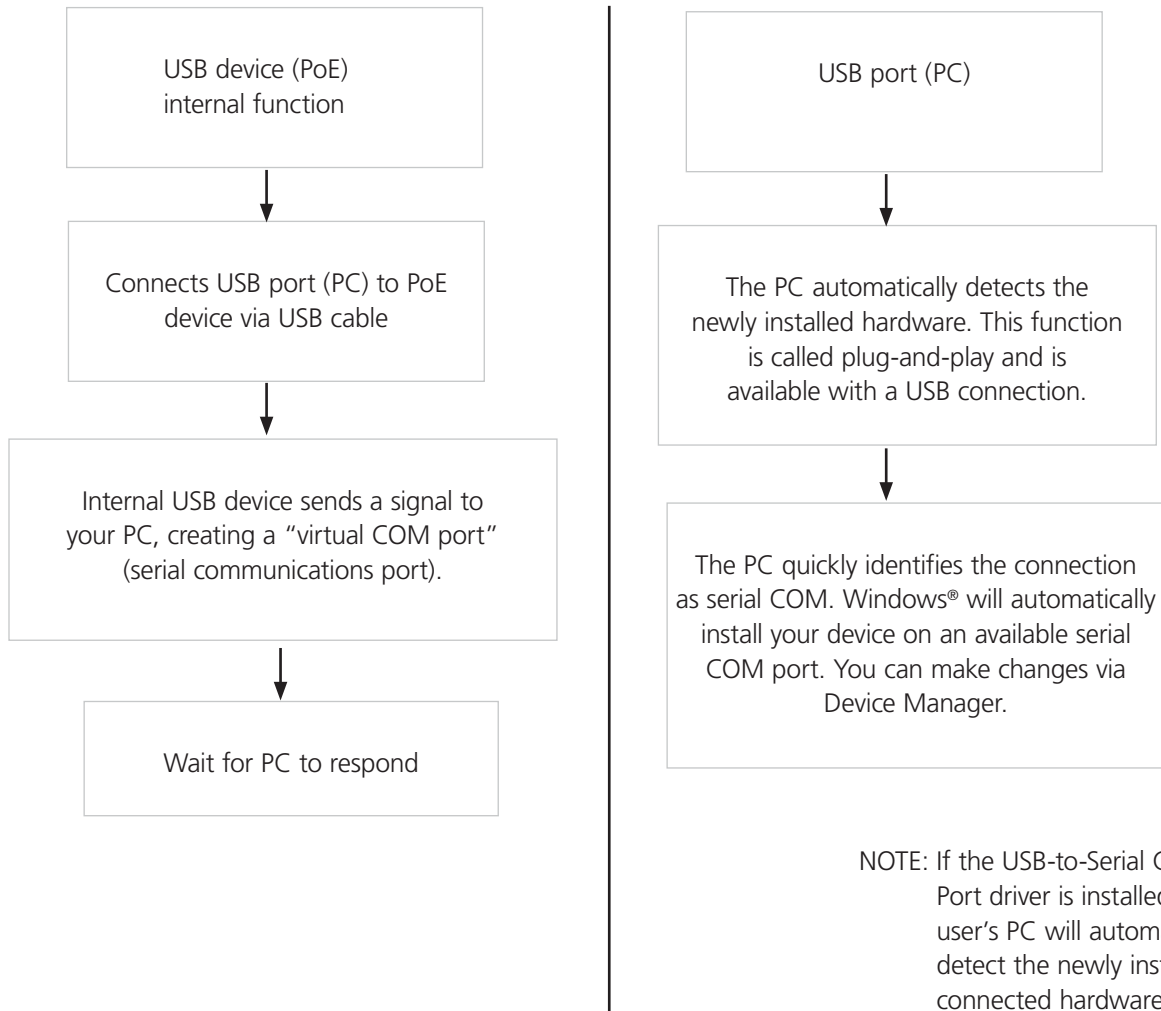 USB device (PoE)
internal function
Connects USB port (PC) to PoE
device via USB cable
Internal USB device sends a signal to
your PC, creating a “virtual COM port”
(serial communications port).
Wait for PC to respond
USB port (PC)
The PC automatically detects the
newly installed hardware. This function
is called plug-and-play and is
available with a USB connection.
The PC quickly identifies the connection
as serial COM. Windows® will automatically
install your device on an available serial
COM port. You can make changes via
Device Manager.
NOTE: If the USB-to-Serial
Port driver is installed
user’s PC will
detect the newly
connected hardware